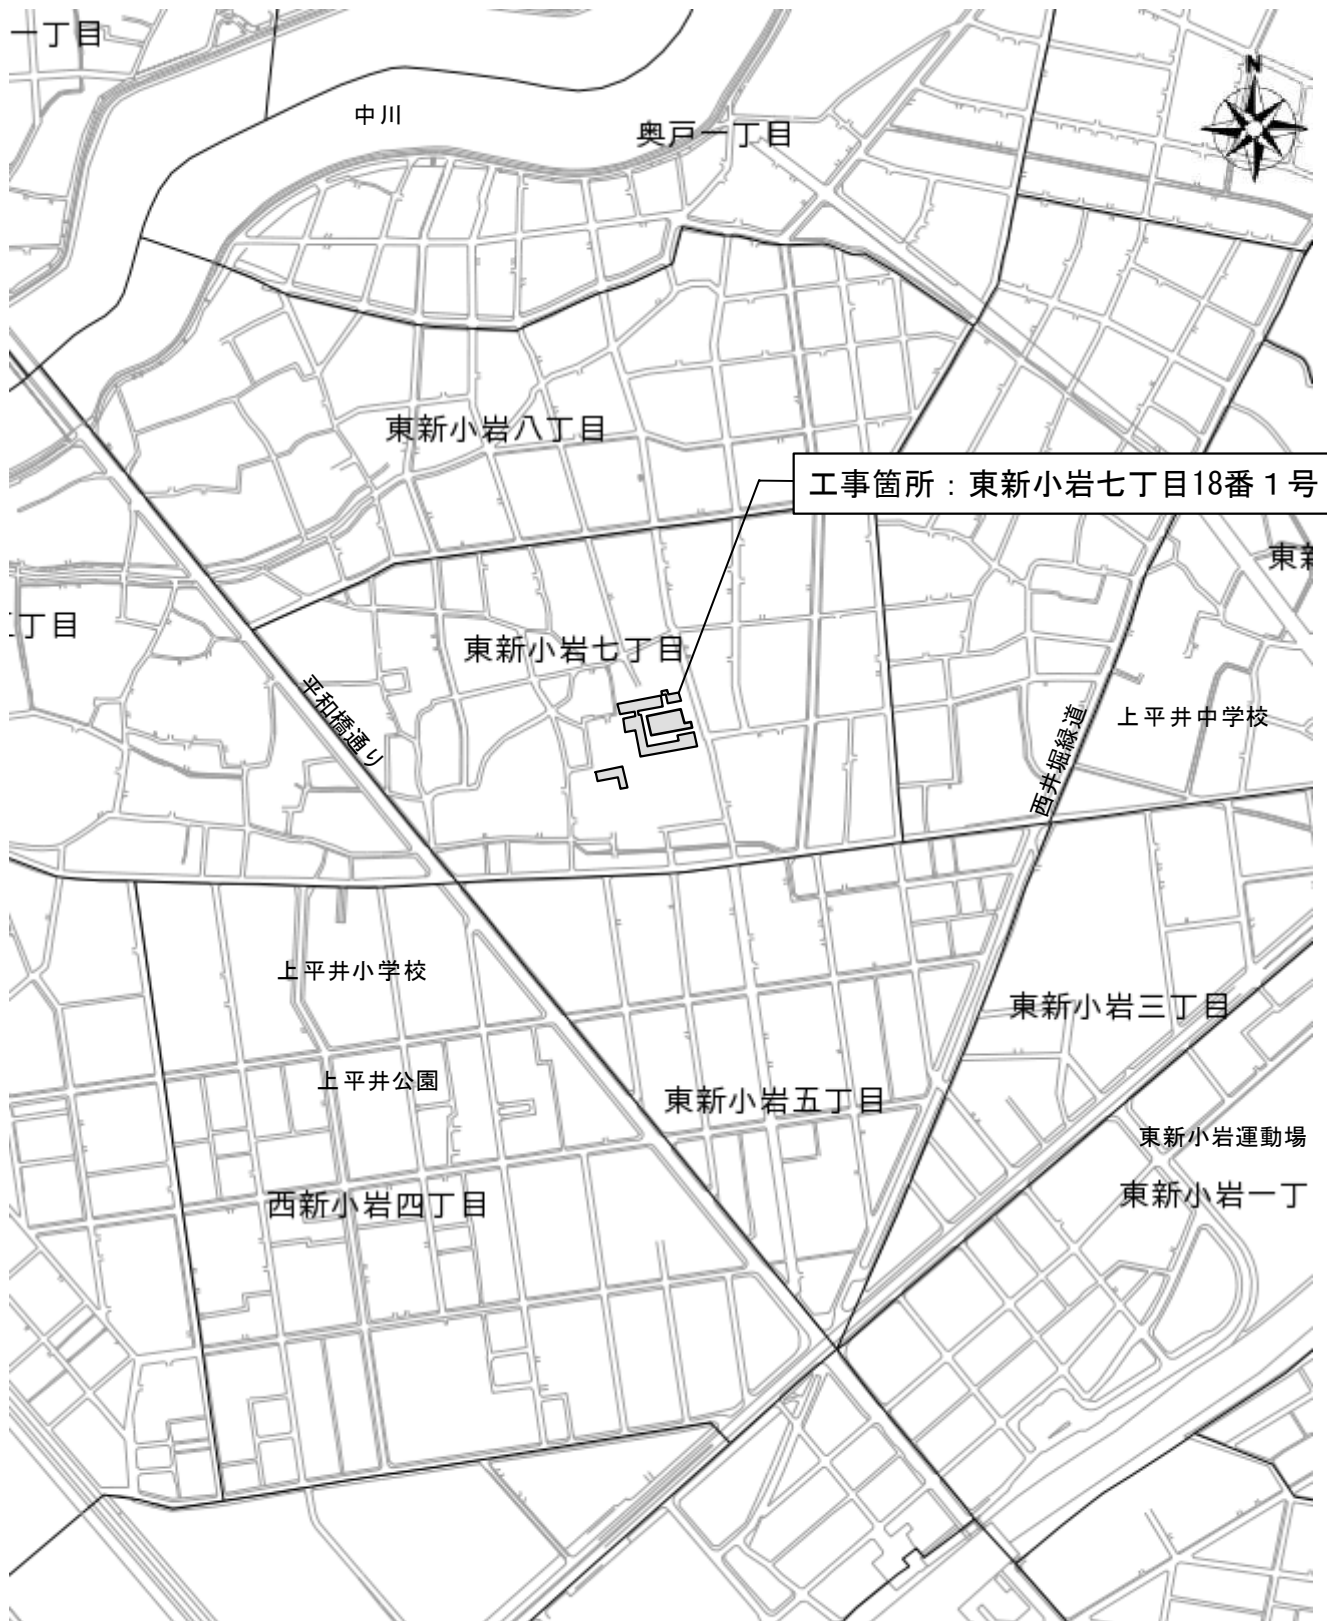 一丁目
N
中川
奥戸一丁目
東新小岩八丁目
工事箇所：東新小岩七丁目18番１号
東新
丁目
東新小岩七丁目
平和橋通り
西井堀緑道
上平井中学校
上平井小学校
東新小岩三丁目
上平井公園
東新小岩五丁目
東新小岩運動場
西新小岩四丁目
東新小岩一丁